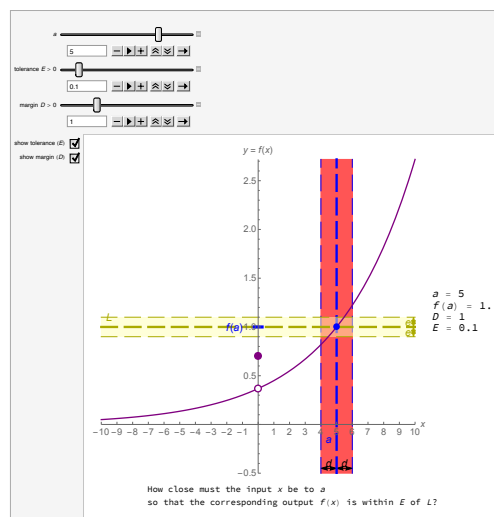 a
5
tolerance E > 0
0.1
margin D > 0
1
show tolerance (E)
show margin (D)
y = f(x)
2.5
2.0
1.5
L
f(a)
1.0
0.5
-10 -9 -8 -7 -6 -5 -4 -3 -2 -1 1 2 3 4 5 6 7 8 9 10 x
a
-0.5
d d
a = 5
f(a) = 1.
D = 1
E = 0.1
How close must the input x be to a
so that the corresponding output f(x) is within E of L?